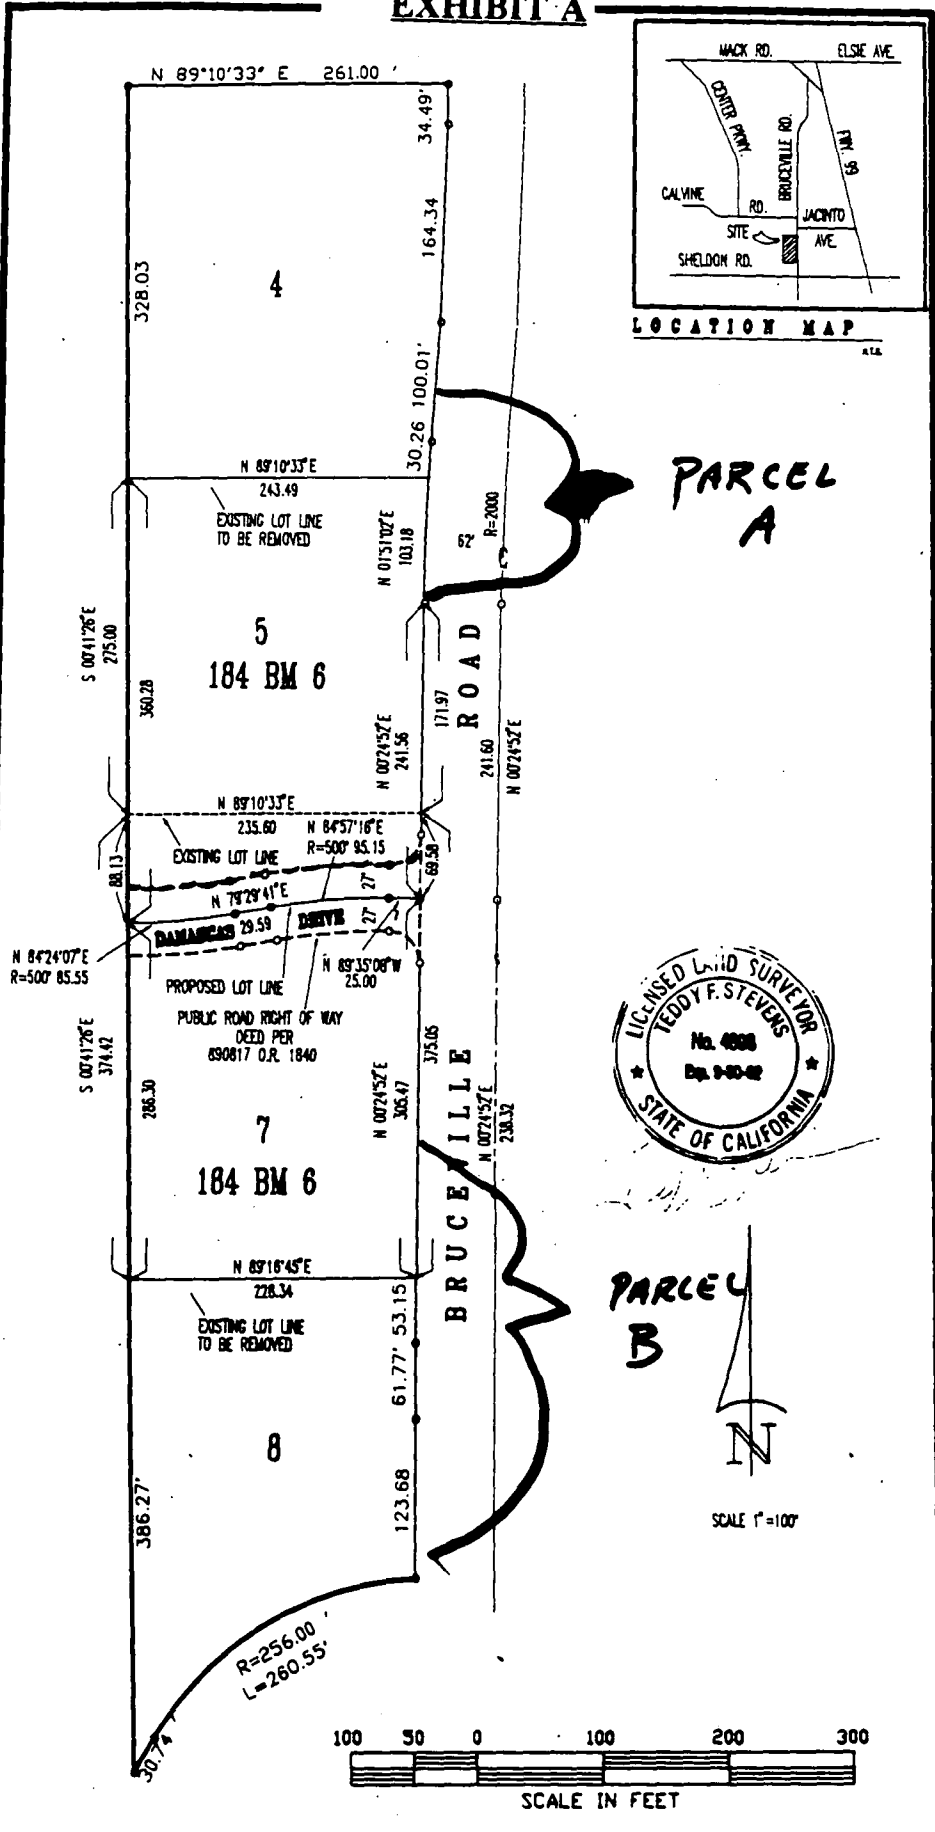 EXHIBIT A
MACK RD.
ELSIE AVE.
CENTER PKWY.
BRUCEVILLE RD.
FWY. 99
CALVINE
RD.
JACINTO
AVE.
SITE
SHELDON RD.
LOCATION MAP
N.T.S.
N 89°10'33" E 261.00 '
34.49'
164.34
328.03
4
100.01'
30.26
N 89°10'33"E
243.49
EXISTING LOT LINE
TO BE REMOVED
N 01°51'02"E
103.18
62'
R=2000
PARCEL
A
S 00°41'26"E
275.00
5
184 BM 6
360.28
N 00°24'52"E
241.56
171.97
241.60
N 00°24'52"E
BRUCEVILLE ROAD
N 89°10'33"E
235.60
N 84°57'16"E
R=500' 95.15
EXISTING LOT LINE
88.13
69.58
27'
N 79°29'41"E
29.59
DAMASCAS DRIVE
27'
N 84°24'07"E
R=500' 85.55
N 89°35'08"W
25.00
PROPOSED LOT LINE
PUBLIC ROAD RIGHT OF WAY
DEED PER
890817 O.R. 1840
S 00°41'26"E
374.42
286.30
375.05
N 00°24'52"E
305.47
N 00°24'52"E
238.32
7
184 BM 6
LICENSED LAND SURVEYOR
TEDDY F. STEVENS
STATE OF CALIFORNIA
N 89°16'45"E
228.34
EXISTING LOT LINE
TO BE REMOVED
53.15
61.77'
PARCEL
B
8
123.68
386.27'
N
SCALE 1"=100'
R=256.00 '
L=260.55'
30.74 '
100 50 0 100 200 300
SCALE IN FEET